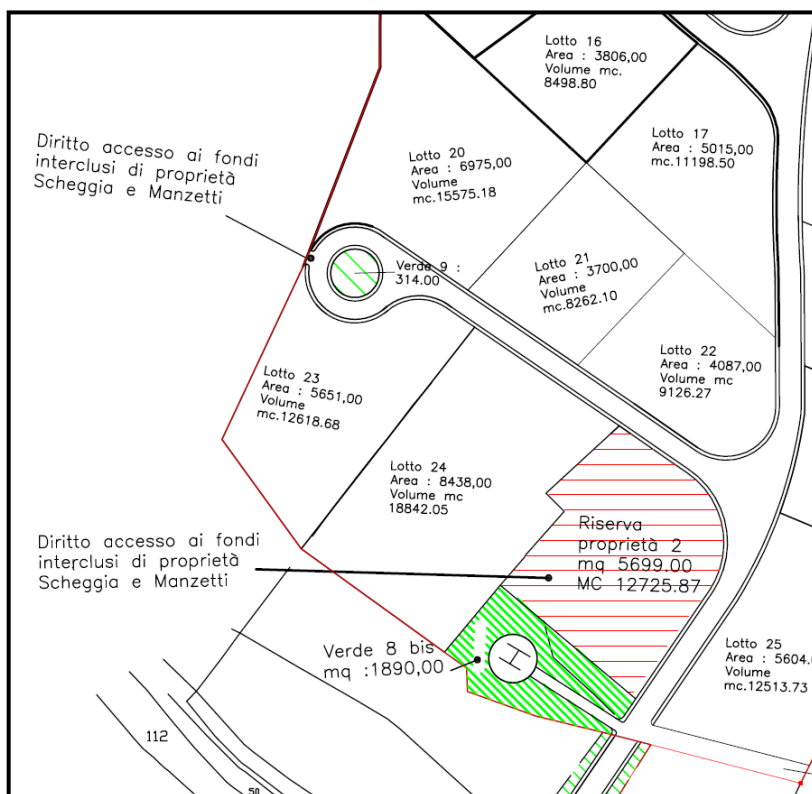 Lotto 16
Area : 3806,00
Volume mc.
8498.80
Lotto 17
Area : 5015,00
mc.11198.50
Diritto accesso ai fondi
interclusi di proprietà
Scheggia e Manzetti
Lotto 20
Area : 6975,00
Volume
mc.15575.18
Verde 9 :
314.00
Lotto 21
Area : 3700,00
Volume
mc.8262.10
Lotto 22
Area : 4087,00
Volume mc
9126.27
Lotto 23
Area : 5651,00
Volume
mc.12618.68
Lotto 24
Area : 8438,00
Volume mc
18842.05
Diritto accesso ai fondi
interclusi di proprietà
Scheggia e Manzetti
Riserva
proprietà 2
mq 5699.00
MC 12725.87
Verde 8 bis
mq :1890,00
H
Lotto 25
Area : 5604.
Volume
mc.12513.73
112
50